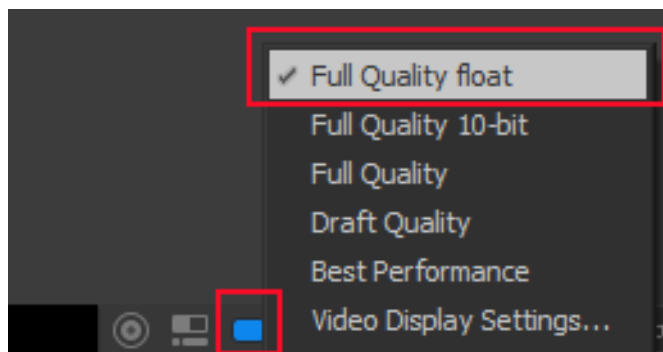 Full Quality float
Full Quality 10-bit
Full Quality
Draft Quality
Best Performance
Video Display Settings...